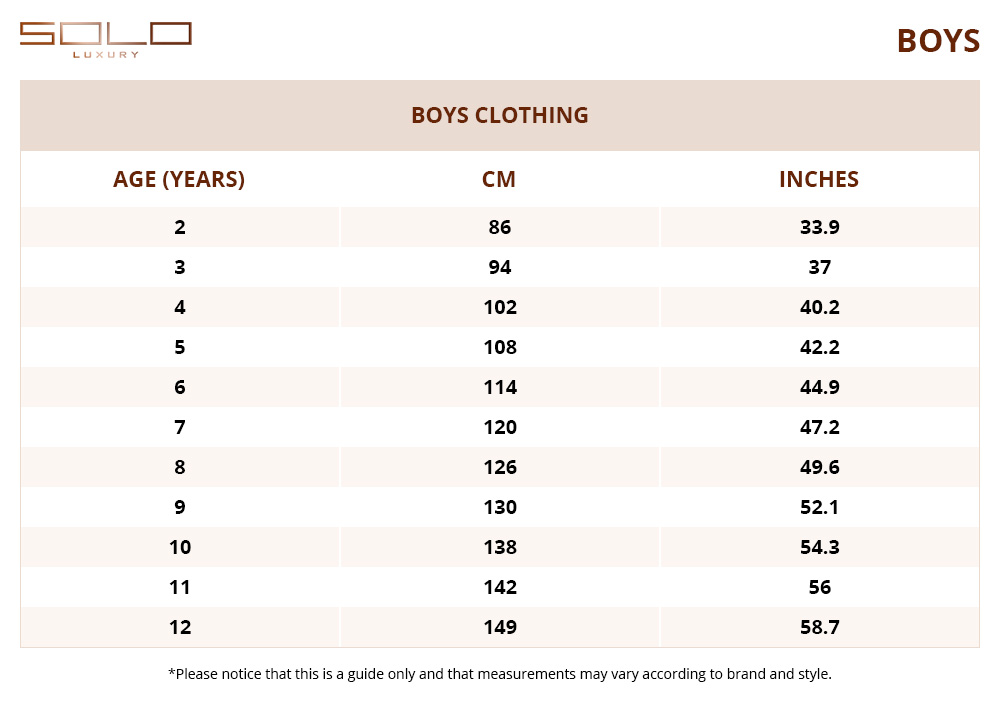 SOLO
LUXURY
BOYS
BOYS CLOTHING
AGE (YEARS) CM INCHES
2 86 33.9
3 94 37
4 102 40.2
5 108 42.2
6 114 44.9
7 120 47.2
8 126 49.6
9 130 52.1
10 138 54.3
11 142 56
12 149 58.7
*Please notice that this is a guide only and that measurements may vary according to brand and style.